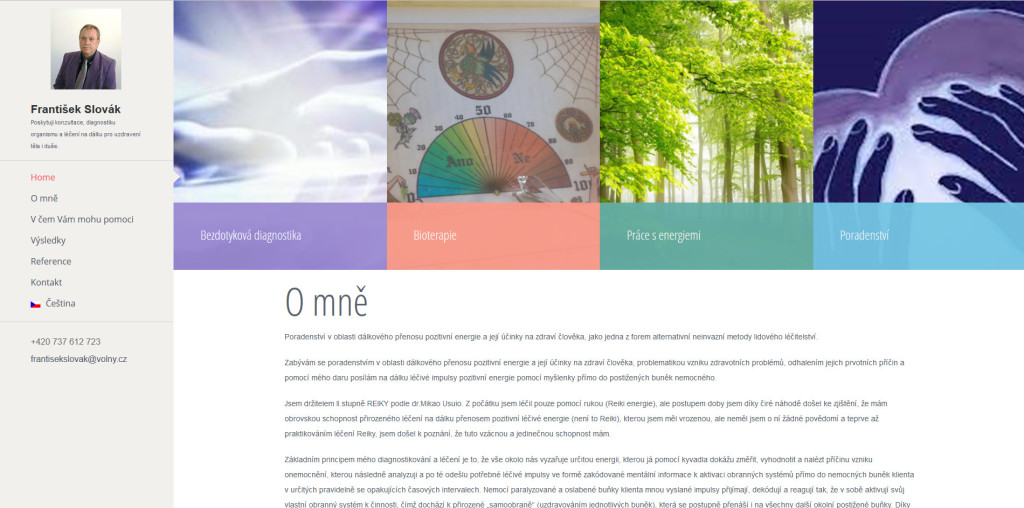 František Slovák
Poskytuji konzultace, diagnostiku
organismu a léčení na dálku pro uzdravení
těla i duše.
Home
O mně
V čem Vám mohu pomoci
Výsledky
Reference
Kontakt
Čeština
+420 737 612 723
frantisekslovak@volny.cz
50
Ano
Ne
100
Bezdotyková diagnostika
Bioterapie
Práce s energiemi
Poradenství
O mně
Poradenství v oblasti dálkového přenosu pozitivní energie a její účinky na zdraví člověka, jako jedna z forem alternativní neinvazní metody lidového léčitelství.
Zabývám se poradenstvím v oblasti dálkového přenosu pozitivní energie a její účinky na zdraví člověka, problematikou vzniku zdravotních problémů, odhalením jejich prvotních příčin a
pomocí mého daru posílám na dálku léčivé impulsy pozitivní energie pomocí myšlenky přímo do postižených buněk nemocného.
Jsem držitelem II stupně REIKY podle dr.Mikao Usuio. Z počátku jsem léčil pouze pomocí rukou (Reiki energie), ale postupem doby jsem díky čiré náhodě došel ke zjištění, že mám
obrovskou schopnost přirozeného léčení na dálku přenosem pozitivní léčivé energie (není to Reiki), kterou jsem měl vrozenou, ale neměl jsem o ní žádné povědomí a teprve až
praktikováním léčení Reiky, jsem došel k poznání, že tuto vzácnou a jedinečnou schopnost mám.
Základním principem mého diagnostikování a léčení je to, že vše okolo nás vyzařuje určitou energii, kterou já pomocí kyvadla dokážu změřit, vyhodnotit a nalézt příčinu vzniku
onemocnění, kterou následně analyzuji a po té odešlu potřebné léčivé impulsy ve formě zakódované mentální informace k aktivaci obranných systémů přímo do nemocných buněk klienta
v určitých pravidelně se opakujících časových intervalech. Nemocí paralyzované a oslabené buňky klienta mnou vyslané impulsy přijímají, dekódují a reagují tak, že v sobě aktivují svůj
vlastní obranný systém k činnosti, čímž dochází k přirozené „samoobraně“ (uzdravováním jednotlivých buněk), která se postupně přenáší i na všechny další okolní postižené buňky. Díky